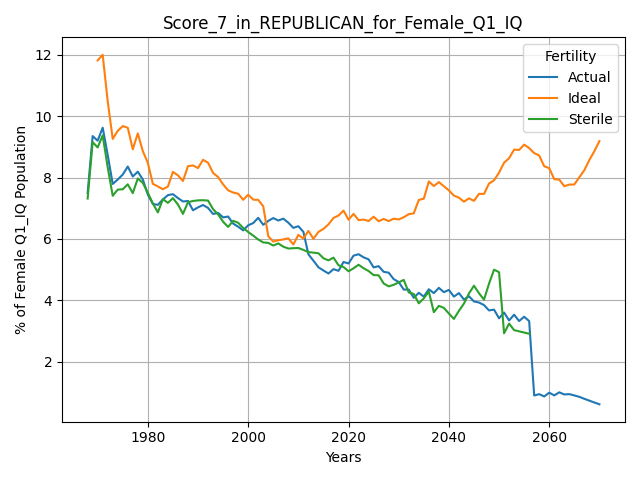 Score_7_in_REPUBLICAN_for_Female_Q1_IQ
% of Female Q1_IQ Population
12
10
8
6
4
2
Fertility
Actual
Ideal
Sterile
1980
2000
2020
2040
2060
Years